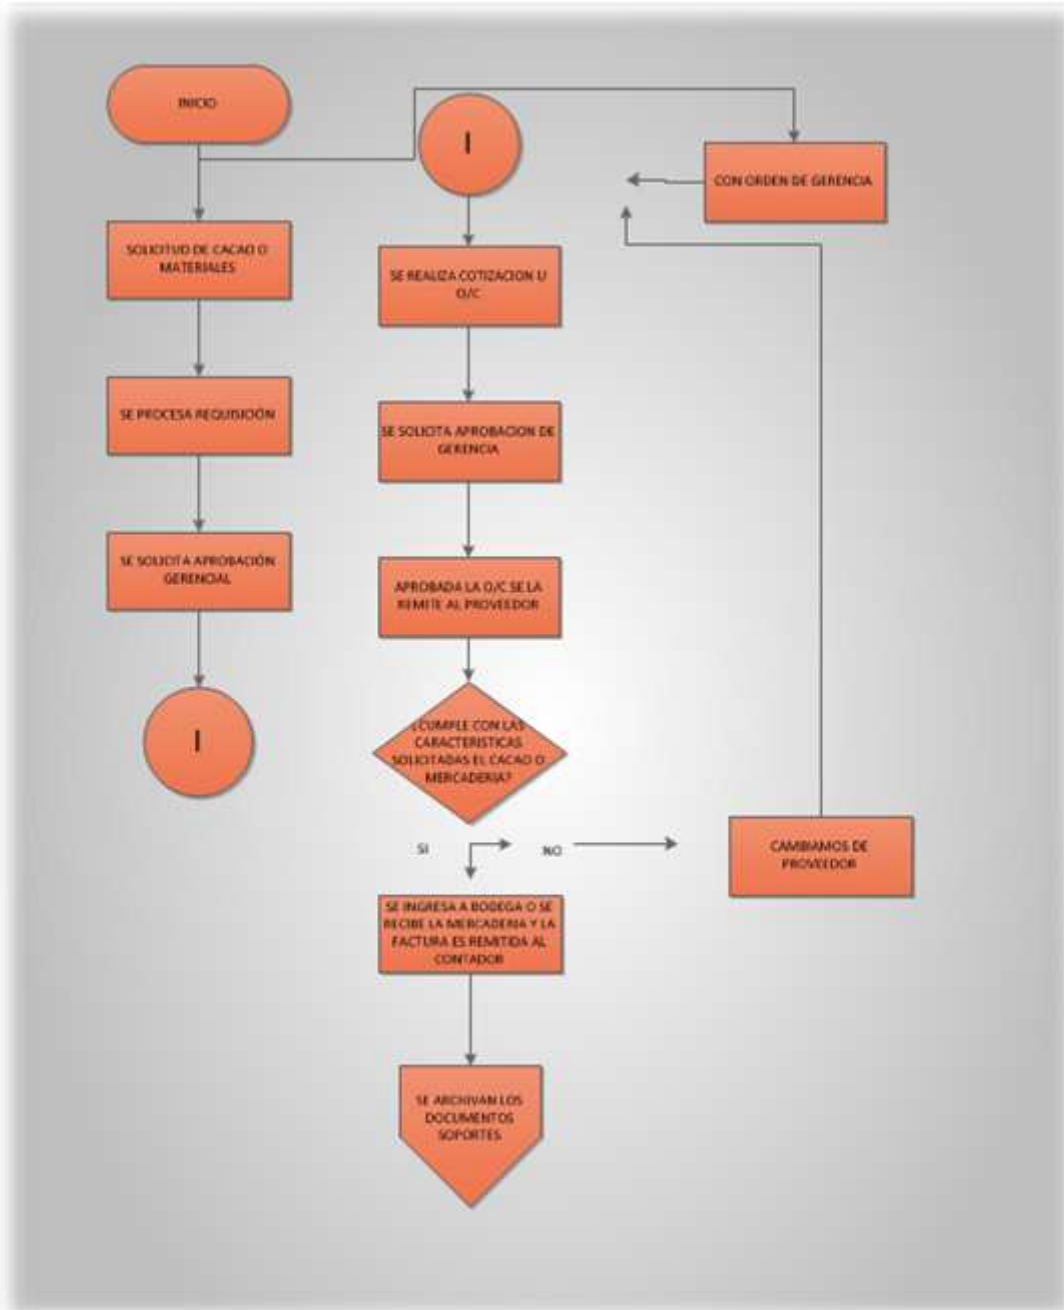 INICIO
SOLICITUD DE CACAO O
MATERIALES
SE PROCESA REQUISICIÓN
SE SOLICITA APROBACIÓN
GERENCIAL
I
I
SE REALIZA COTIZACION U
O/C
SE SOLICITA APROBACION DE
GERENCIA
APROBADA LA O/C SE LA
REMITE AL PROVEEDOR
¿CUMPLE CON LAS
CARACTERISTICAS
SOLICITADAS EL CACAO O
MERCADERIA?
SI
NO
SE INGRESA A BODEGA O SE
RECIBE LA MERCADERIA Y LA
FACTURA ES REMITIDA AL
CONTADOR
SE ARCHIVAN LOS
DOCUMENTOS
SOPORTES
CON ORDEN DE GERENCIA
CAMBIAMOS DE
PROVEEDOR